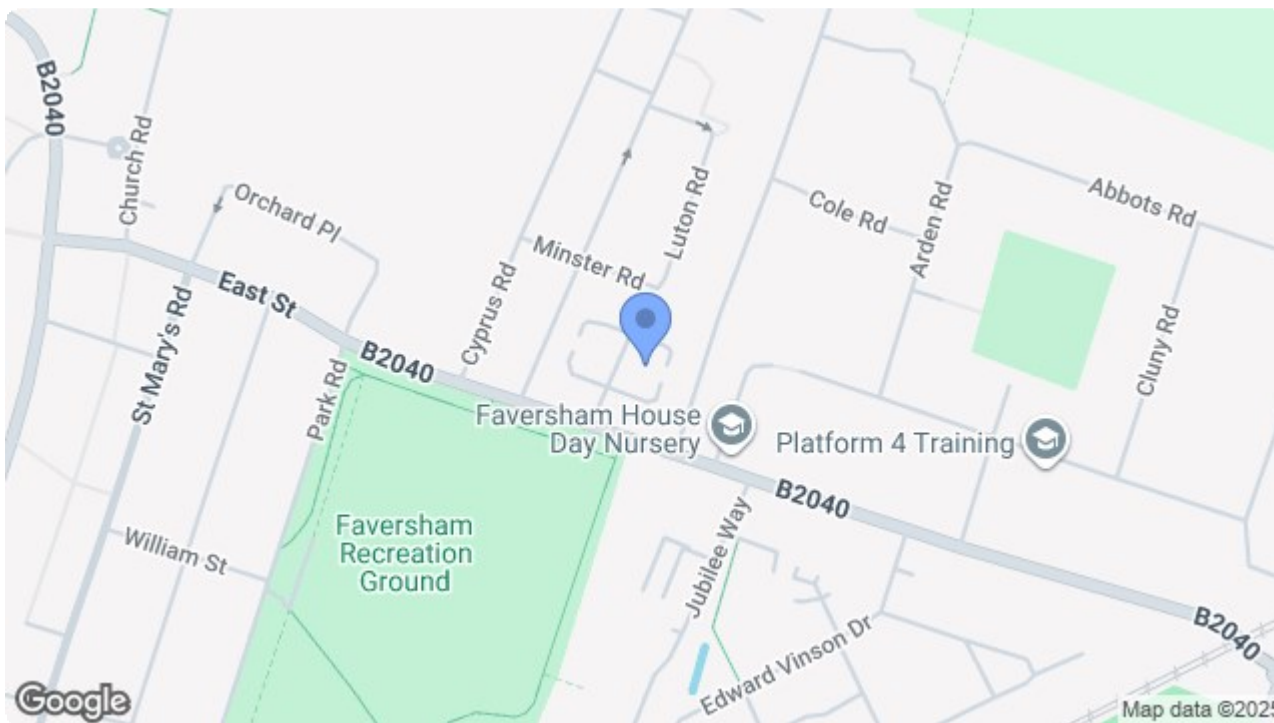 B2040
Church Rd
Orchard Pl
East St
St Mary's Rd
Park Rd
B2040
Cyprus Rd
Minster Rd
Luton Rd
Cole Rd
Arden Rd
Abbots Rd
Cluny Rd
Faversham House
Day Nursery
Platform 4 Training
B2040
Faversham
Recreation
Ground
William St
Jubilee Way
Edward Vinson Dr
B2040
Google
Map data ©2025